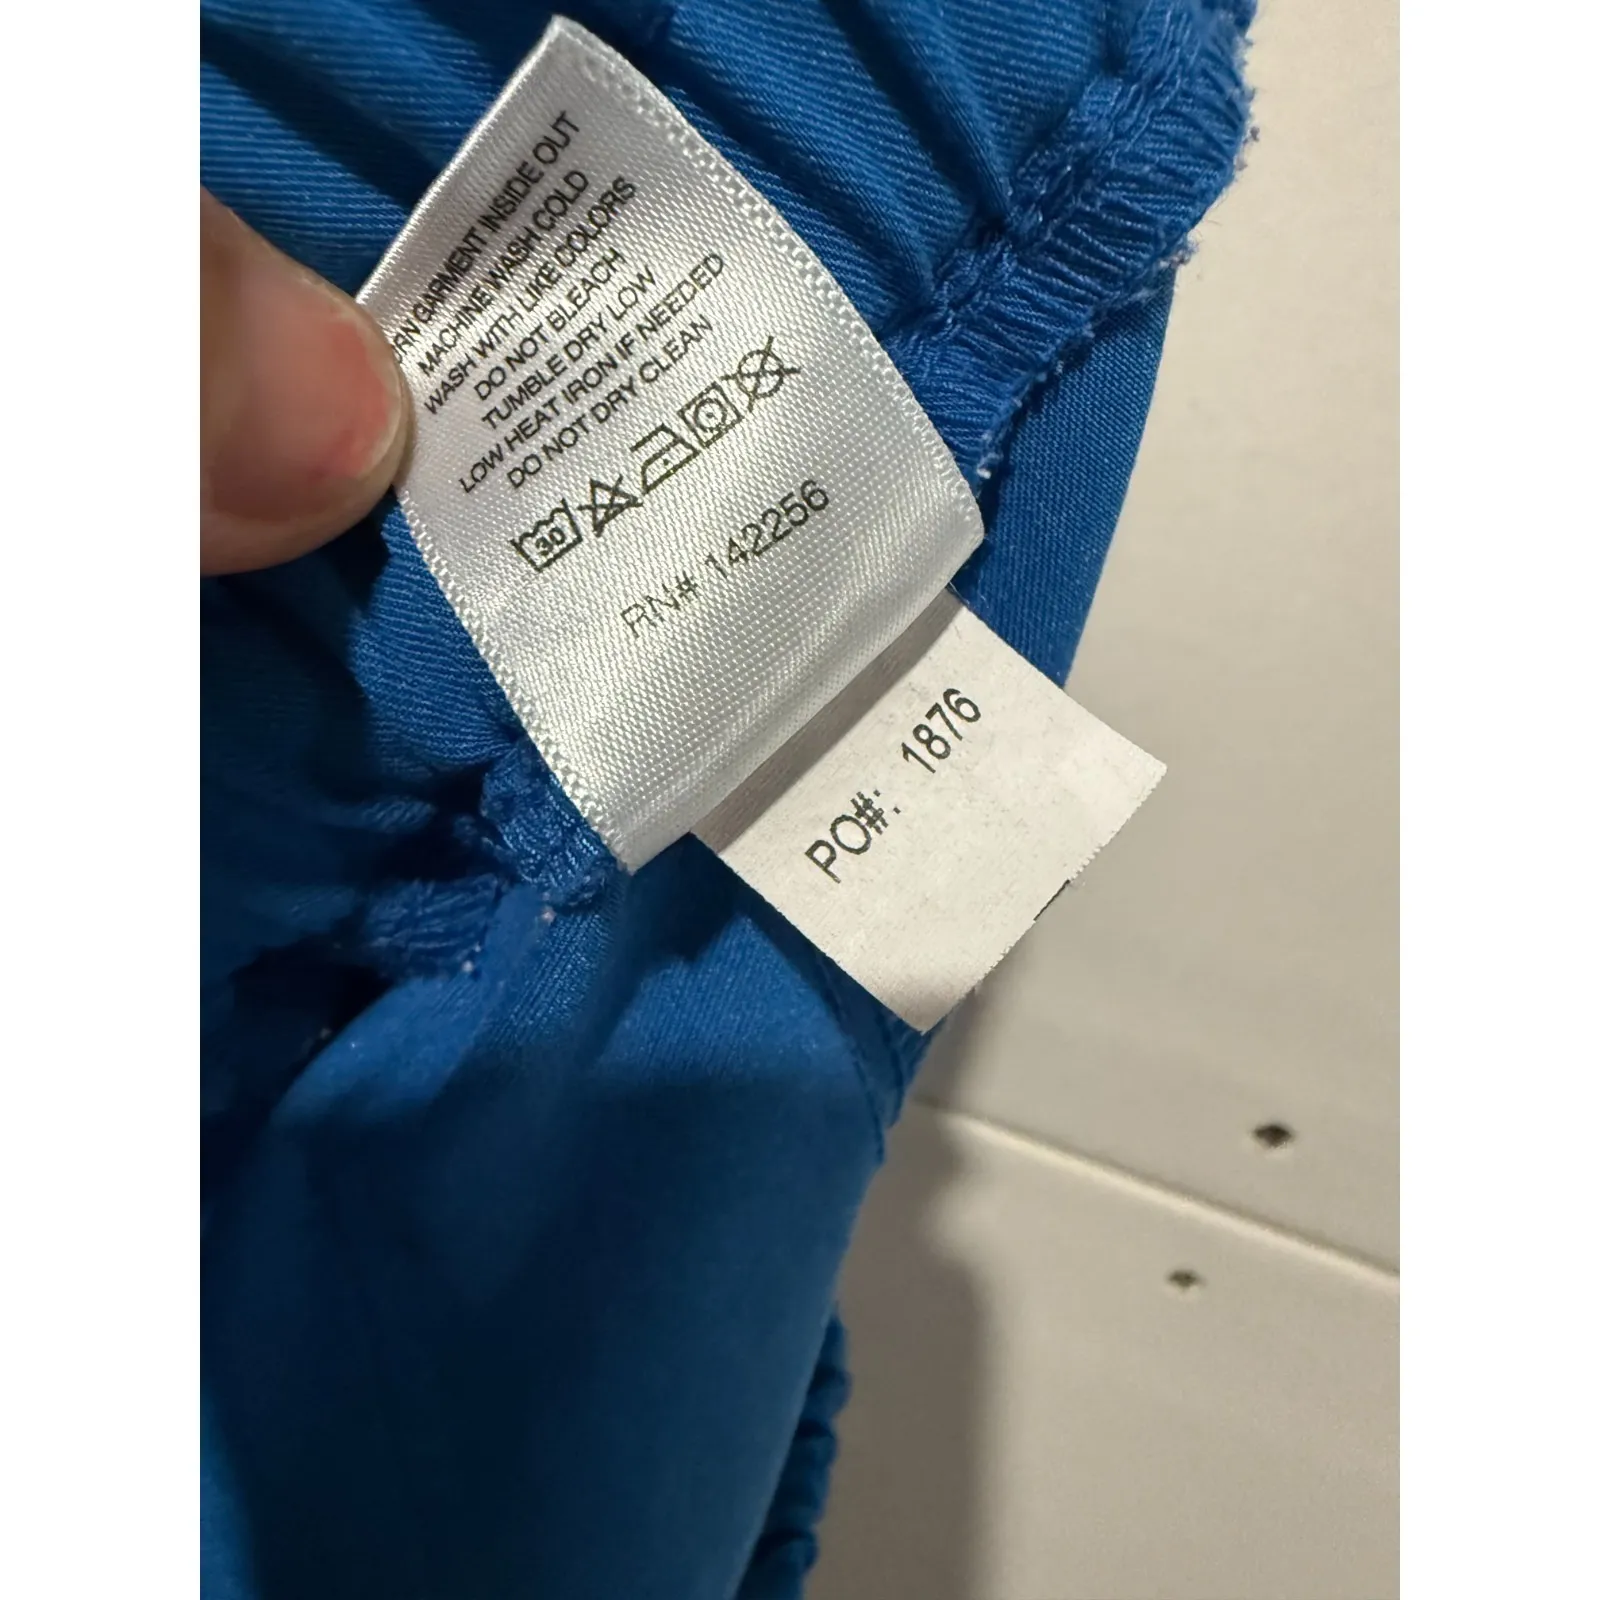 GARMENT INSIDE OUT
MACHINE WASH COLD
WASH WITH LIKE COLORS
DO NOT BLEACH
TUMBLE DRY LOW
LOW HEAT IRON IF NEEDED
DO NOT DRY CLEAN
30
RN# 142256
PO#: 1876